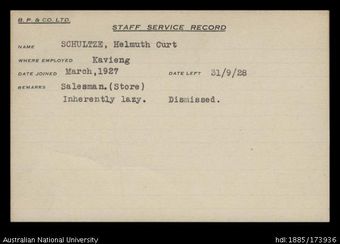 B. P. & CO. LTD.
STAFF SERVICE RECORD
NAME SCHULTZE, Helmuth Curt
WHERE EMPLOYED Kavieng
DATE JOINED March,1927 DATE LEFT 31/9/28
REMARKS Salesman.(Store)
Inherently lazy. Dismissed.
Australian National University
hdl:1885/173936